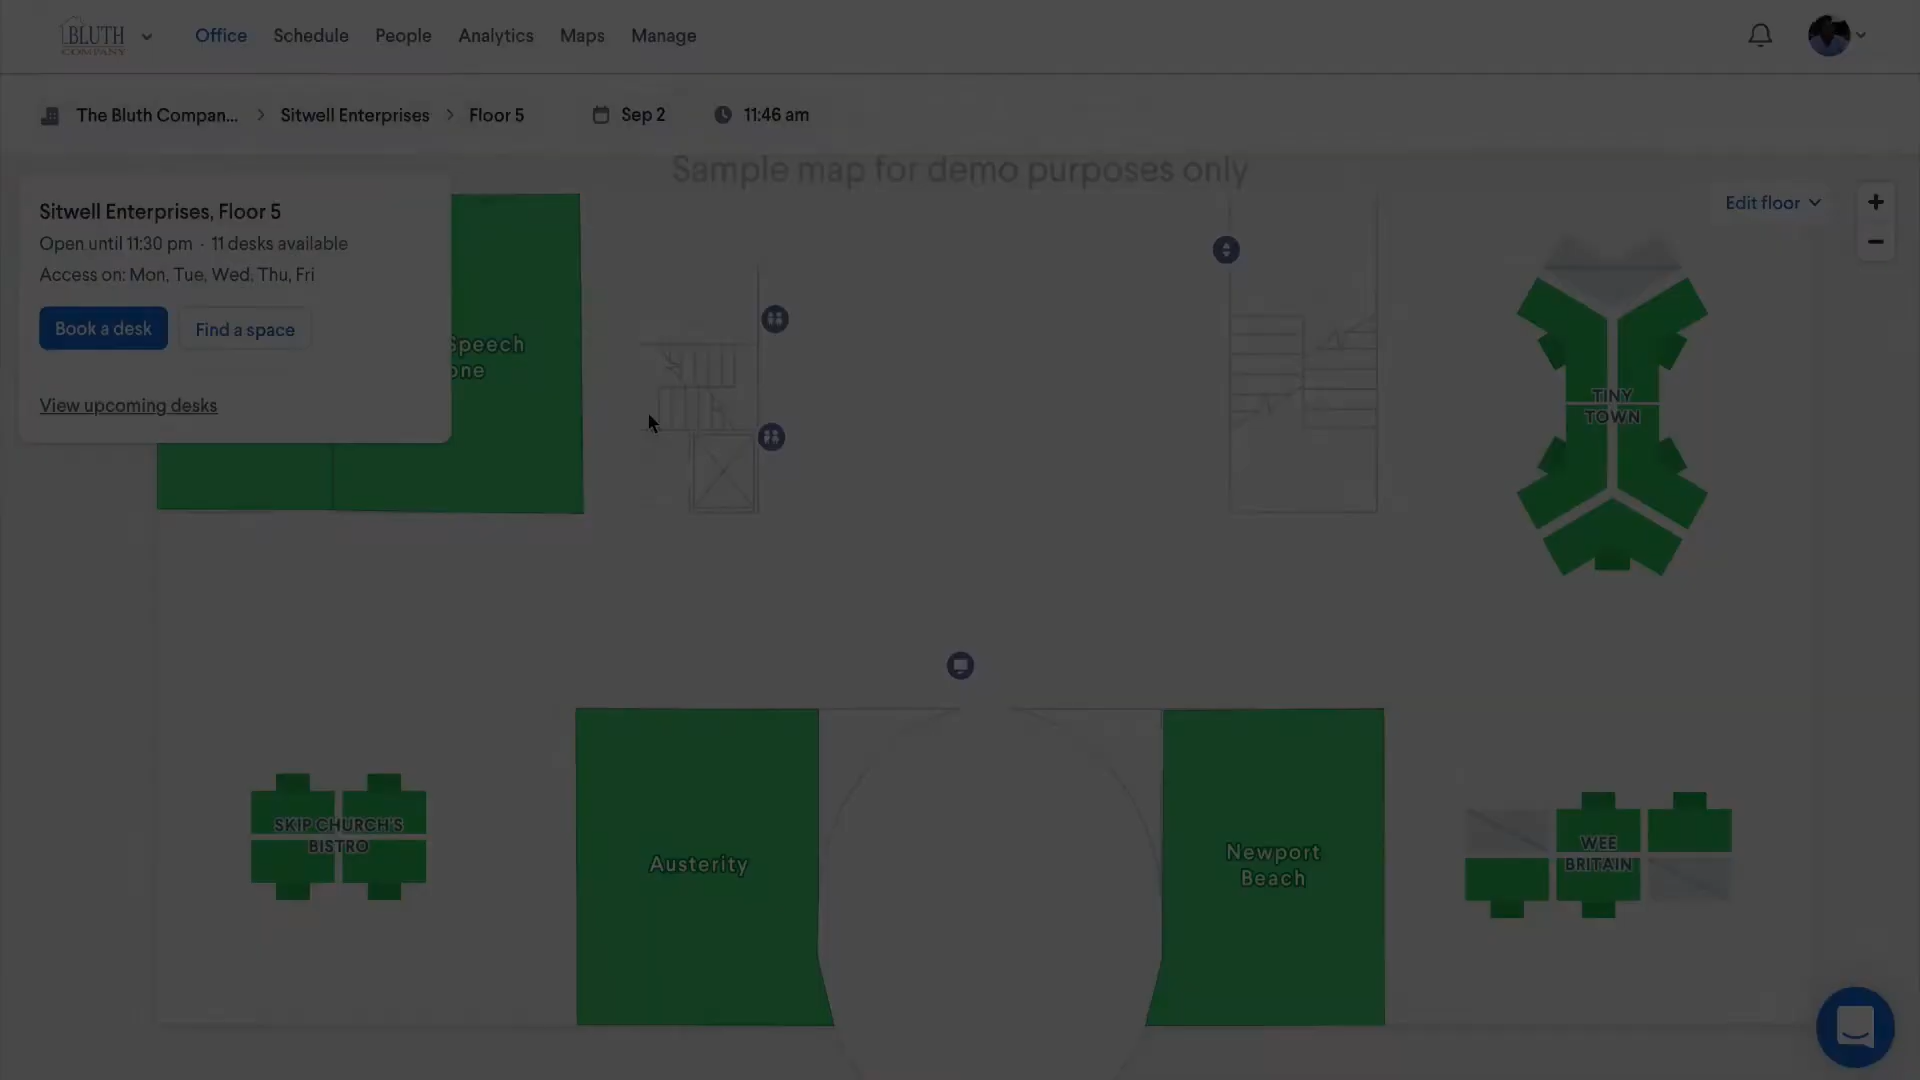 BLUTH
COMPANY
Office
Schedule
People
Analytics
Maps
Manage
The Bluth Compan...
Sitwell Enterprises
Floor 5
Sep 2
11:46 am
Sample map for demo purposes only
Sitwell Enterprises, Floor 5
Open until 11:30 pm · 11 desks available
Access on: Mon, Tue, Wed, Thu, Fri
Book a desk
Find a space
View upcoming desks
Speech
one
Edit floor
+
−
TINY
TOWN
SKIP CHURCH'S
BISTRO
Austerity
Newport
Beach
WEE
BRITAIN